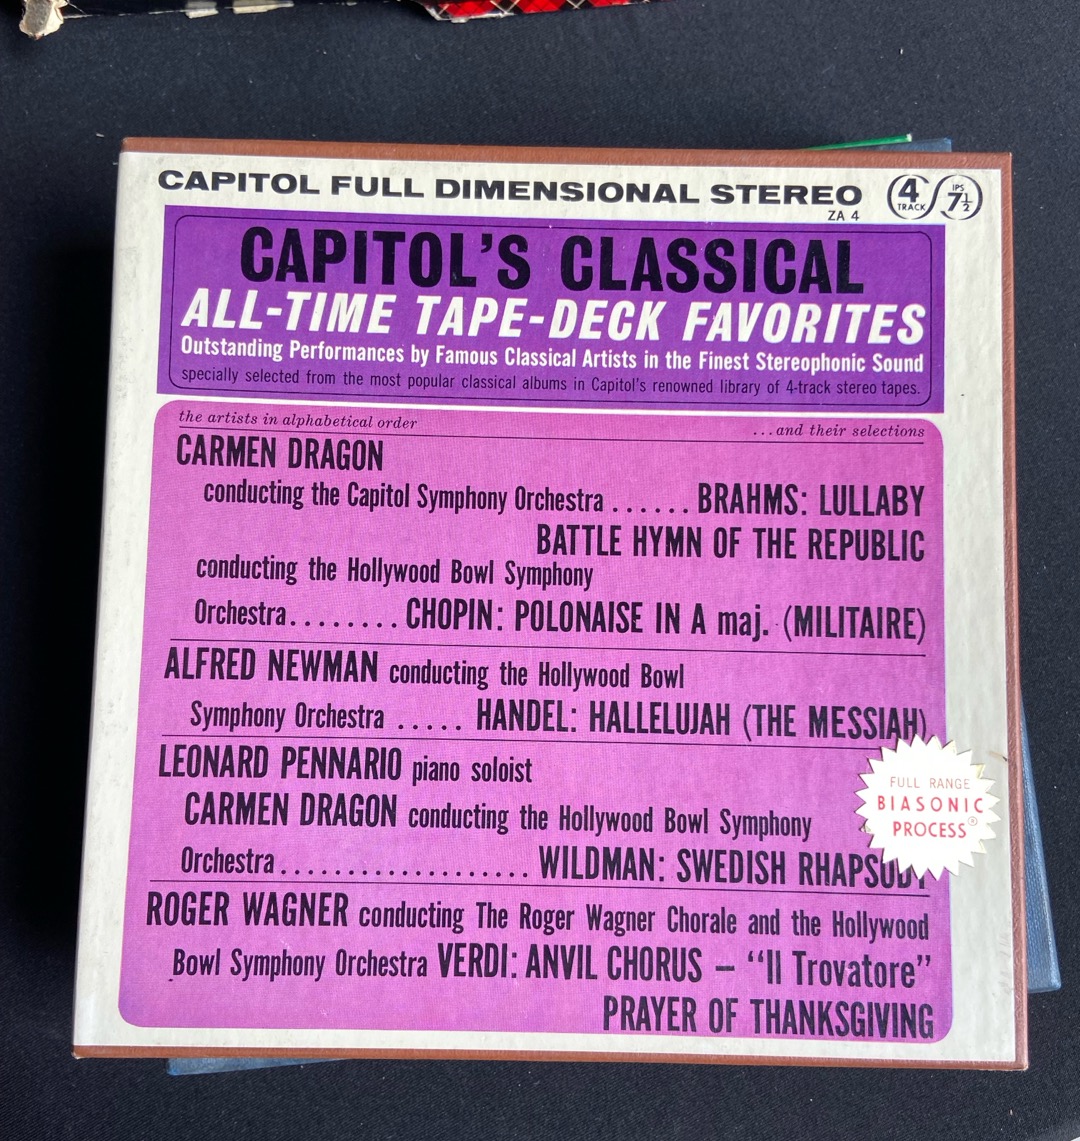 CAPITOL FULL DIMENSIONAL STEREO
4 TRACK
IPS 7½
ZA 4
CAPITOL'S CLASSICAL
ALL-TIME TAPE-DECK FAVORITES
Outstanding Performances by Famous Classical Artists in the Finest Stereophonic Sound
specially selected from the most popular classical albums in Capitol's renowned library of 4-track stereo tapes.
the artists in alphabetical order ...and their selections
CARMEN DRAGON
conducting the Capitol Symphony Orchestra ...... BRAHMS: LULLABY
BATTLE HYMN OF THE REPUBLIC
conducting the Hollywood Bowl Symphony
Orchestra........ CHOPIN: POLONAISE IN A maj. (MILITAIRE)
ALFRED NEWMAN conducting the Hollywood Bowl
Symphony Orchestra ..... HANDEL: HALLELUJAH (THE MESSIAH)
LEONARD PENNARIO piano soloist
CARMEN DRAGON conducting the Hollywood Bowl Symphony
Orchestra................... WILDMAN: SWEDISH RHAPSODY
FULL RANGE
BIASONIC
PROCESS®
ROGER WAGNER conducting The Roger Wagner Chorale and the Hollywood
Bowl Symphony Orchestra VERDI: ANVIL CHORUS – "Il Trovatore"
PRAYER OF THANKSGIVING